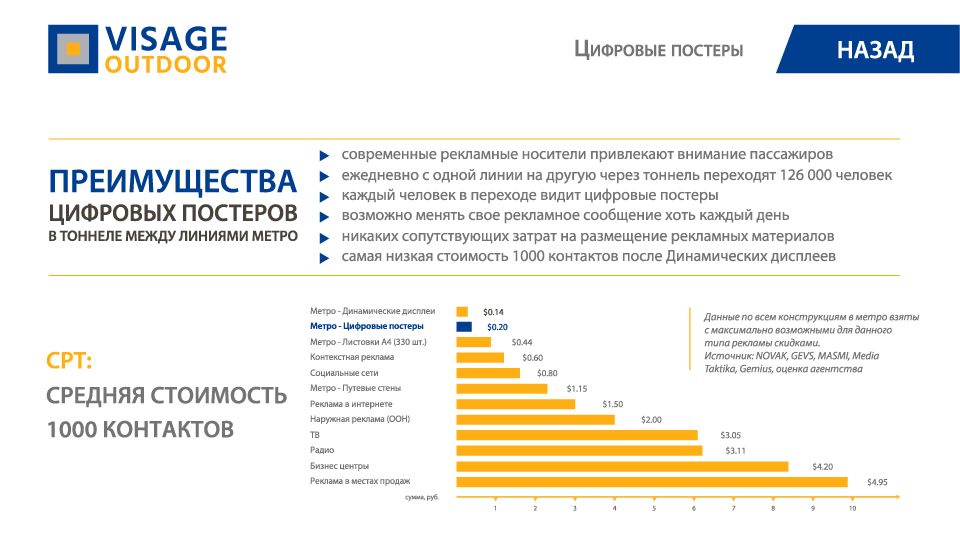 VISAGE
OUTDOOR
Цифровые постеры
НАЗАД
ПРЕИМУЩЕСТВА
ЦИФРОВЫХ ПОСТЕРОВ
В ТОННЕЛЕ МЕЖДУ ЛИНИЯМИ МЕТРО
современные рекламные носители привлекают внимание пассажиров
ежедневно с одной линии на другую через тоннель переходят 126 000 человек
каждый человек в переходе видит цифровые постеры
возможно менять свое рекламное сообщение хоть каждый день
никаких сопутствующих затрат на размещение рекламных материалов
самая низкая стоимость 1000 контактов после Динамических дисплеев
CPT:
СРЕДНЯЯ СТОИМОСТЬ
1000 КОНТАКТОВ
Метро - Динамические дисплеи $0.14
Метро - Цифровые постеры $0.20
Метро - Листовки А4 (330 шт.) $0.44
Контекстная реклама $0.60
Социальные сети $0.80
Метро - Путевые стены $1.15
Реклама в интернете $1.50
Наружная реклама (ООН) $2.00
ТВ $3.05
Радио $3.11
Бизнес центры $4.20
Реклама в местах продаж $4.95
сумма, руб.
1 2 3 4 5 6 7 8 9 10
Данные по всем конструкциям в метро взяты
с максимально возможными для данного
типа рекламы скидками.
Источник: NOVAK, GEVS, MASMI, Media
Taktika, Gemius, оценка агентства